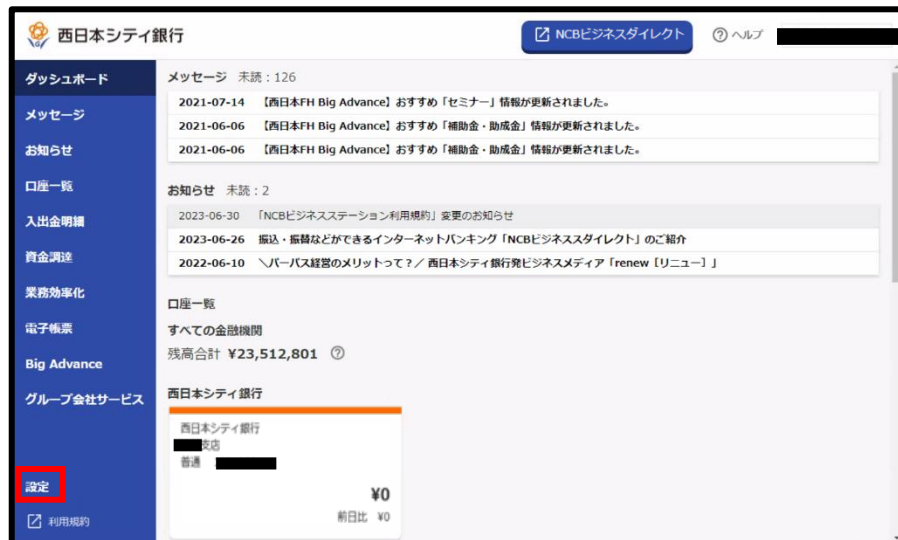 西日本シティ銀行
NCBビジネスダイレクト
ヘルプ
ダッシュボード
メッセージ
お知らせ
口座一覧
入出金明細
資金調達
業務効率化
電子帳票
Big Advance
グループ会社サービス
設定
利用規約
メッセージ 未読：126
2021-07-14 【西日本FH Big Advance】おすすめ「セミナー」情報が更新されました。
2021-06-06 【西日本FH Big Advance】おすすめ「補助金・助成金」情報が更新されました。
2021-06-06 【西日本FH Big Advance】おすすめ「補助金・助成金」情報が更新されました。
お知らせ 未読：2
2023-06-30 「NCBビジネスステーション利用規約」変更のお知らせ
2023-06-26 振込・振替などができるインターネットバンキング「NCBビジネスダイレクト」のご紹介
2022-06-10 ＼パーパス経営のメリットって？／ 西日本シティ銀行発ビジネスメディア「renew［リニュー］」
口座一覧
すべての金融機関
残高合計 ¥23,512,801
西日本シティ銀行
西日本シティ銀行
支店
普通
¥0
前日比 ¥0